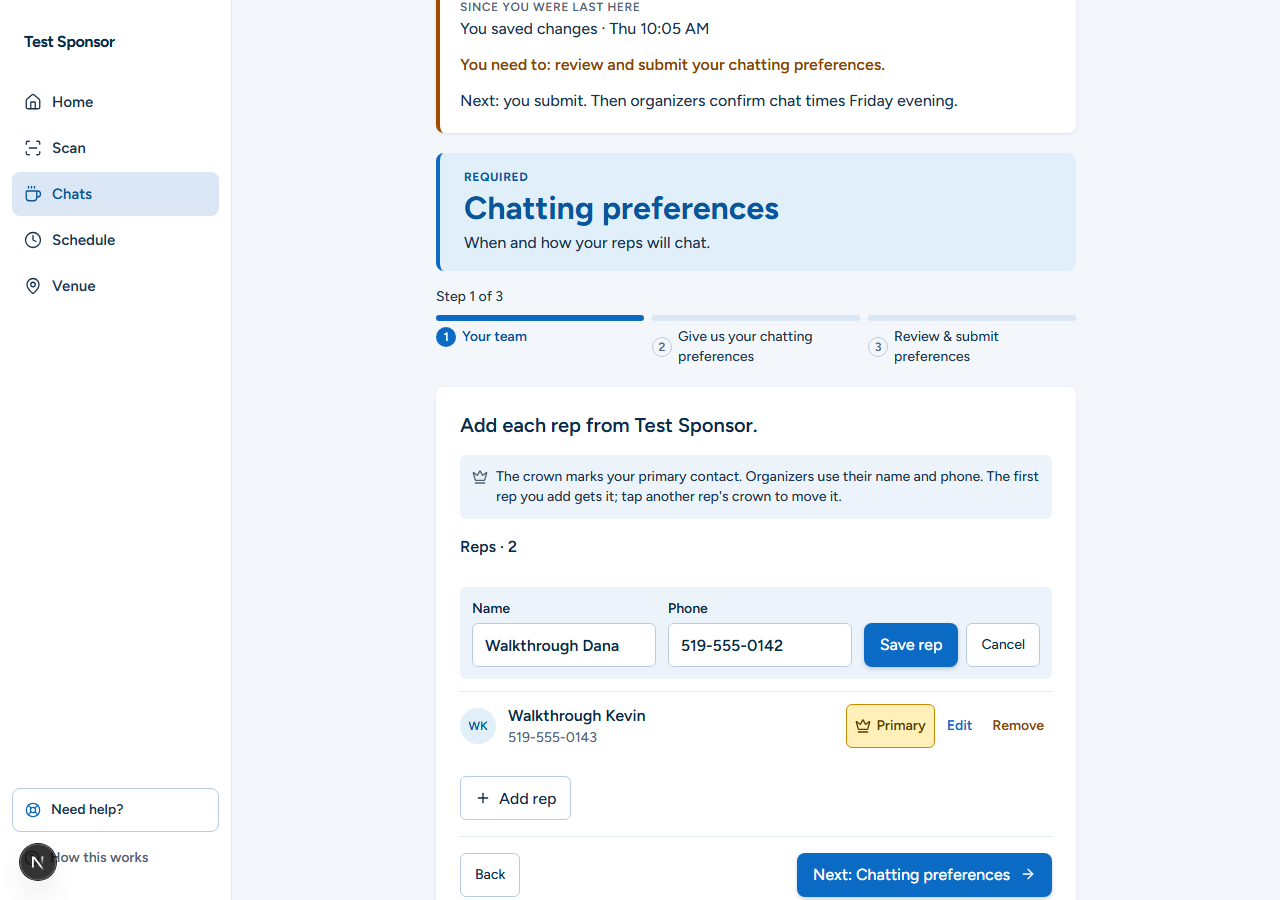 Test Sponsor
Home
Scan
Chats
Schedule
Venue
Need help?
How this works
N
SINCE YOU WERE LAST HERE
You saved changes · Thu 10:05 AM
You need to: review and submit your chatting preferences.
Next: you submit. Then organizers confirm chat times Friday evening.
REQUIRED
Chatting preferences
When and how your reps will chat.
Step 1 of 3
1 Your team
2 Give us your chatting
preferences
3 Review & submit
preferences
Add each rep from Test Sponsor.
The crown marks your primary contact. Organizers use their name and phone. The first
rep you add gets it; tap another rep's crown to move it.
Reps · 2
Name Phone
Walkthrough Dana 519-555-0142 Save rep Cancel
WK Walkthrough Kevin Primary Edit Remove
519-555-0143
+ Add rep
Back Next: Chatting preferences →